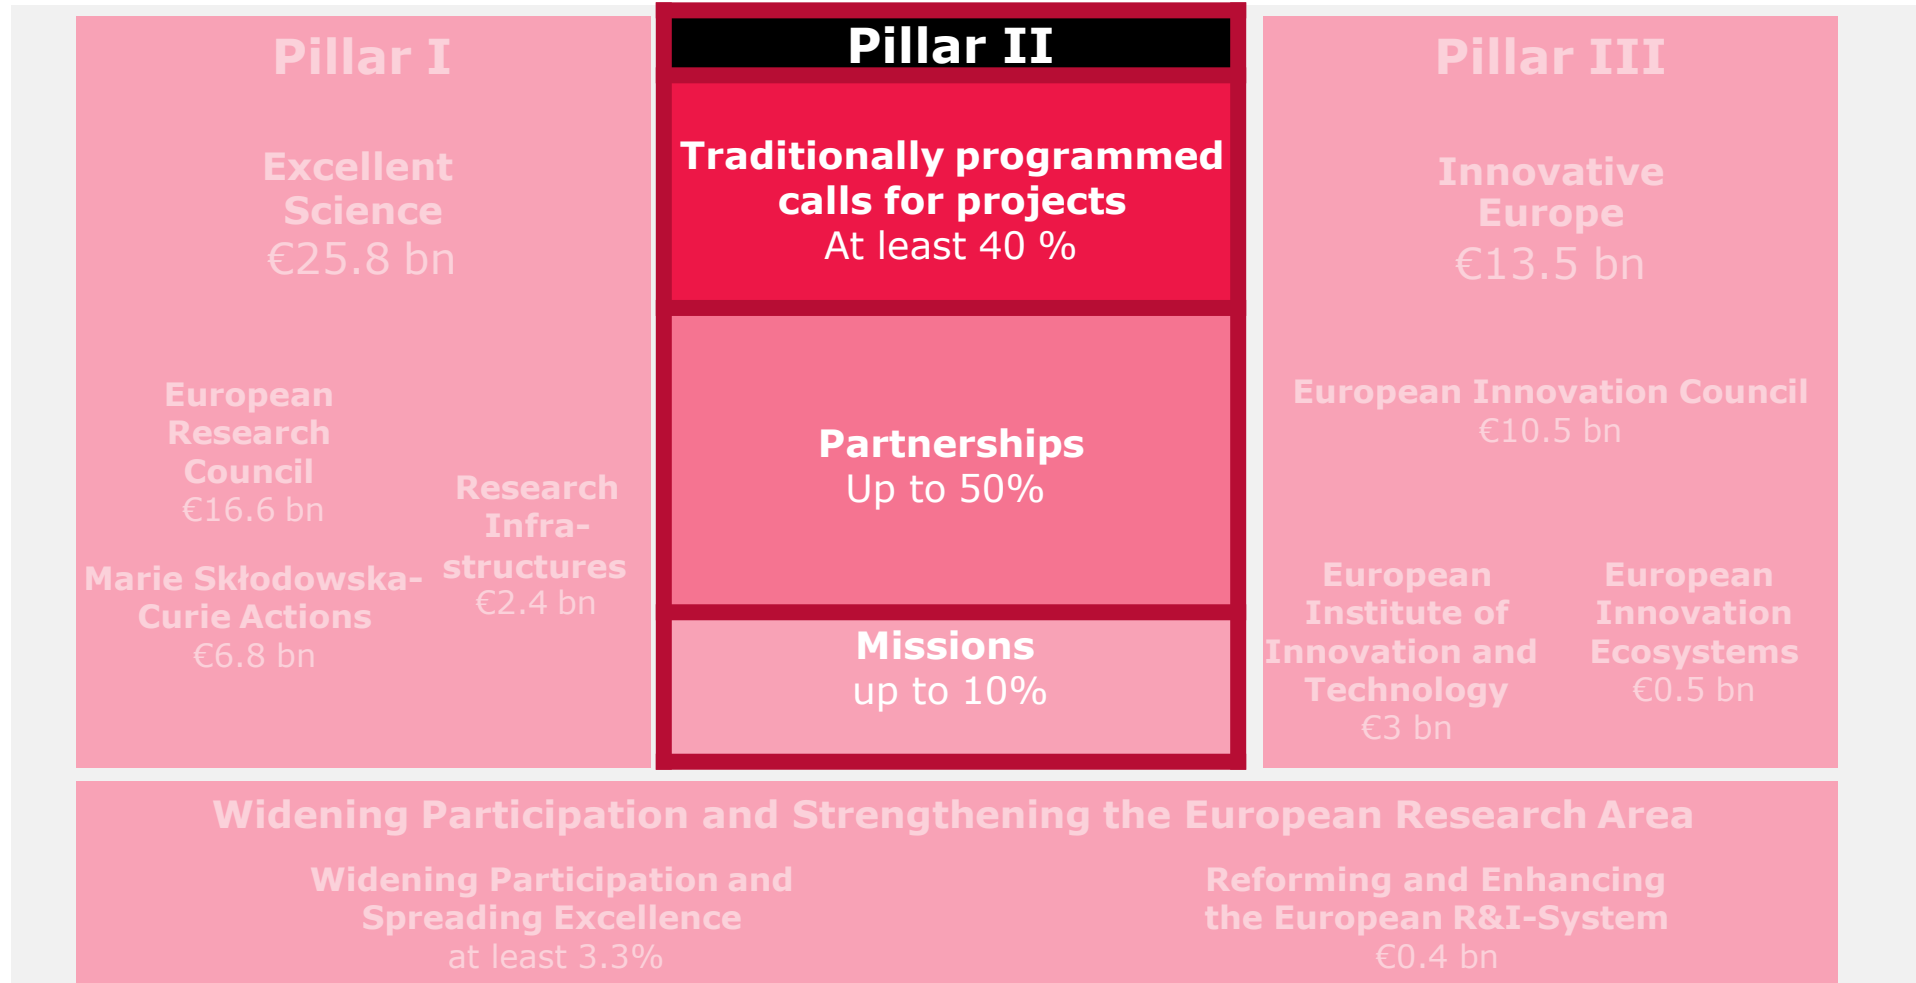 Pillar I
Excellent
Science
€25.8 bn
European
Research
Council
€16.6 bn
Marie Skłodowska-
Curie Actions
€6.8 bn
Research
Infra-
structures
€2.4 bn
Pillar II
Traditionally programmed
calls for projects
At least 40 %
Partnerships
Up to 50%
Missions
up to 10%
Pillar III
Innovative
Europe
€13.5 bn
European Innovation Council
€10.5 bn
European
Institute of
Innovation and
Technology
€3 bn
European
Innovation
Ecosystems
€0.5 bn
Widening Participation and Strengthening the European Research Area
Widening Participation and
Spreading Excellence
at least 3.3%
Reforming and Enhancing
the European R&I-System
€0.4 bn